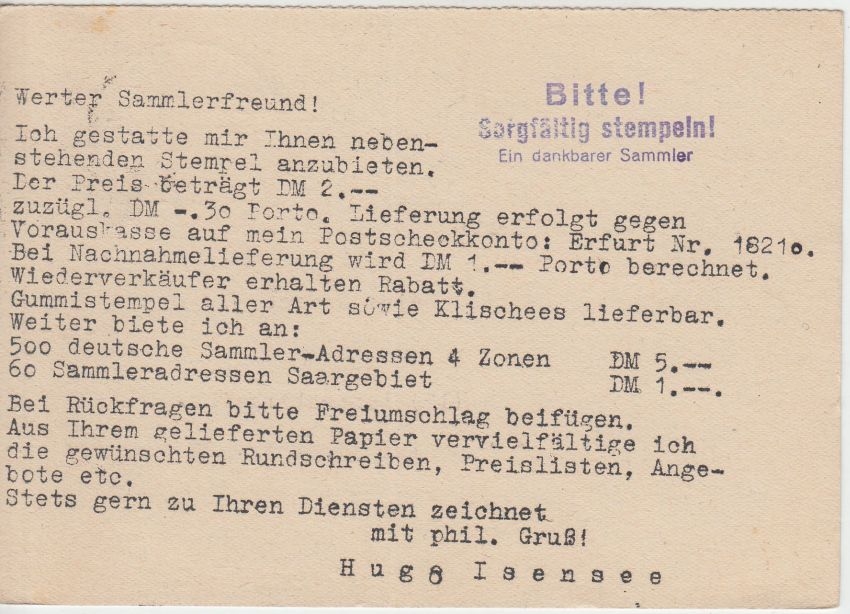 Bitte!
Sorgfältig stempeln!
Ein dankbarer Sammler
Werter Sammlerfreund!
Ich gestatte mir Ihnen neben-
stehenden Stempel anzubieten.
Der Preis beträgt DM 2.--
zuzügl. DM -.30 Porto. Lieferung erfolgt gegen
Vorauskasse auf mein Postscheckkonto: Erfurt Nr. 18210.
Bei Nachnahmelieferung wird DM 1.-- Porto berechnet.
Wiederverkäufer erhalten Rabatt.
Gummistempel aller Art sowie Klischees lieferbar.
Weiter biete ich an:
500 deutsche Sammler-Adressen 4 Zonen DM 5.--
60 Sammleradressen Saargebiet DM 1.--.
Bei Rückfragen bitte Freiumschlag beifügen.
Aus Ihrem gelieferten Papier vervielfältige ich
die gewünschten Rundschreiben, Preislisten, Ange-
bote etc.
Stets gern zu Ihren Diensten zeichnet
mit phil. Gruß!
Hugo Isensee